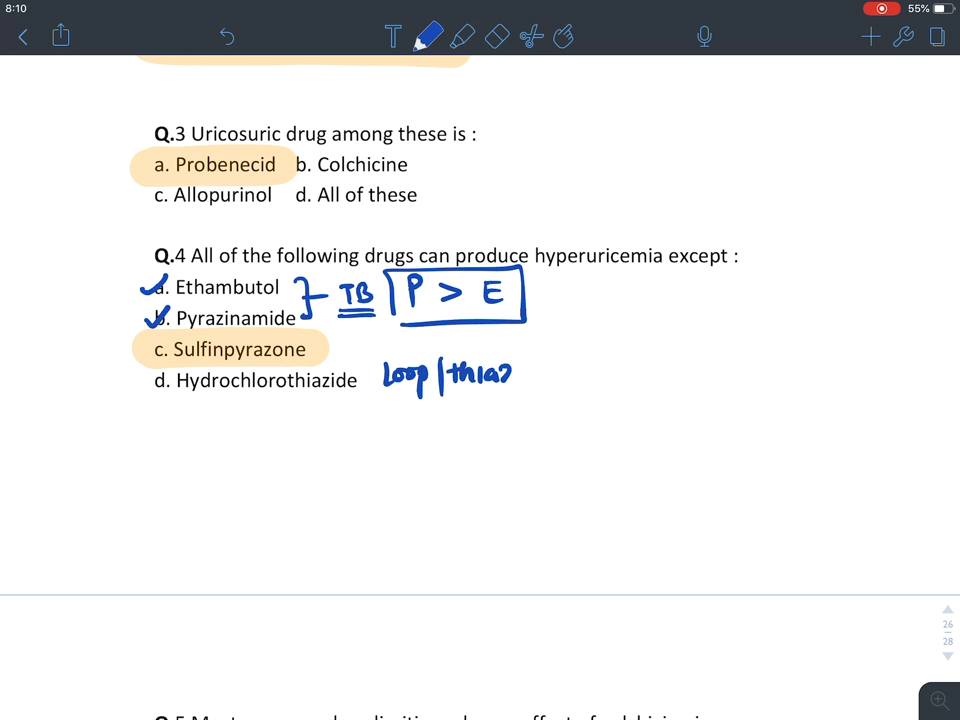 8:10
55%
T
Q.3 Uricosuric drug among these is :
a. Probenecid b. Colchicine
c. Allopurinol d. All of these
Q.4 All of the following drugs can produce hyperuricemia except :
a. Ethambutol
TB P > E
b. Pyrazinamide
c. Sulfinpyrazone
d. Hydrochlorothiazide Loop/thiaz
26
28